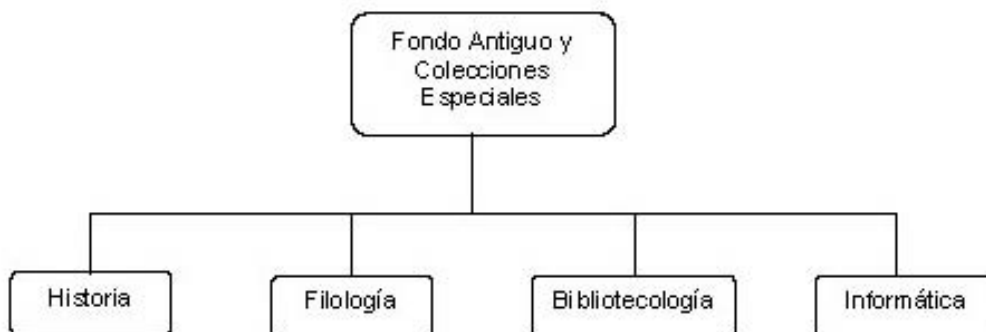 Fondo Antiguo y
Colecciones
Especiales
Historia
Filología
Bibliotecología
Informática